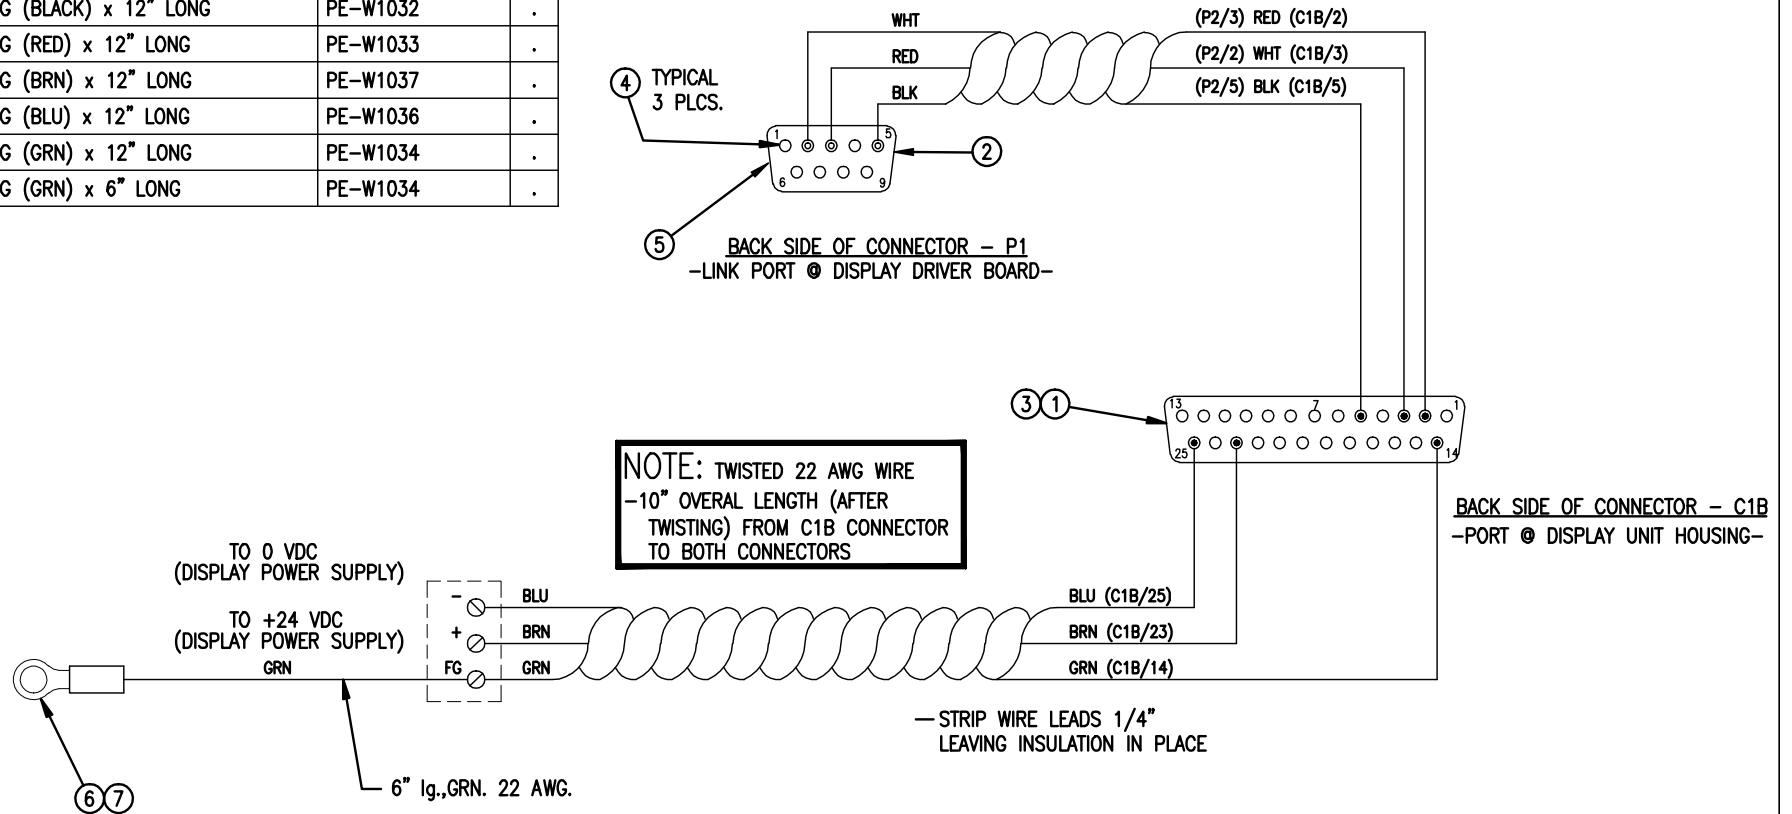 G (BLACK) x 12" LONG PE-W1032 .
G (RED) x 12" LONG PE-W1033 .
G (BRN) x 12" LONG PE-W1037 .
G (BLU) x 12" LONG PE-W1036 .
G (GRN) x 12" LONG PE-W1034 .
G (GRN) x 6" LONG PE-W1034 .
WHT
RED
BLK
(P2/3) RED (C1B/2)
(P2/2) WHT (C1B/3)
(P2/5) BLK (C1B/5)
4 TYPICAL
3 PLCS.
1 5
6 9
2
5
BACK SIDE OF CONNECTOR - P1
-LINK PORT @ DISPLAY DRIVER BOARD-
3 1
13 7 1
25 14
BACK SIDE OF CONNECTOR - C1B
-PORT @ DISPLAY UNIT HOUSING-
NOTE: TWISTED 22 AWG WIRE
-10" OVERAL LENGTH (AFTER
TWISTING) FROM C1B CONNECTOR
TO BOTH CONNECTORS
TO 0 VDC
(DISPLAY POWER SUPPLY)
TO +24 VDC
(DISPLAY POWER SUPPLY)
GRN
-
+
FG
BLU
BRN
GRN
BLU (C1B/25)
BRN (C1B/23)
GRN (C1B/14)
- STRIP WIRE LEADS 1/4"
LEAVING INSULATION IN PLACE
6" lg.,GRN. 22 AWG.
6 7